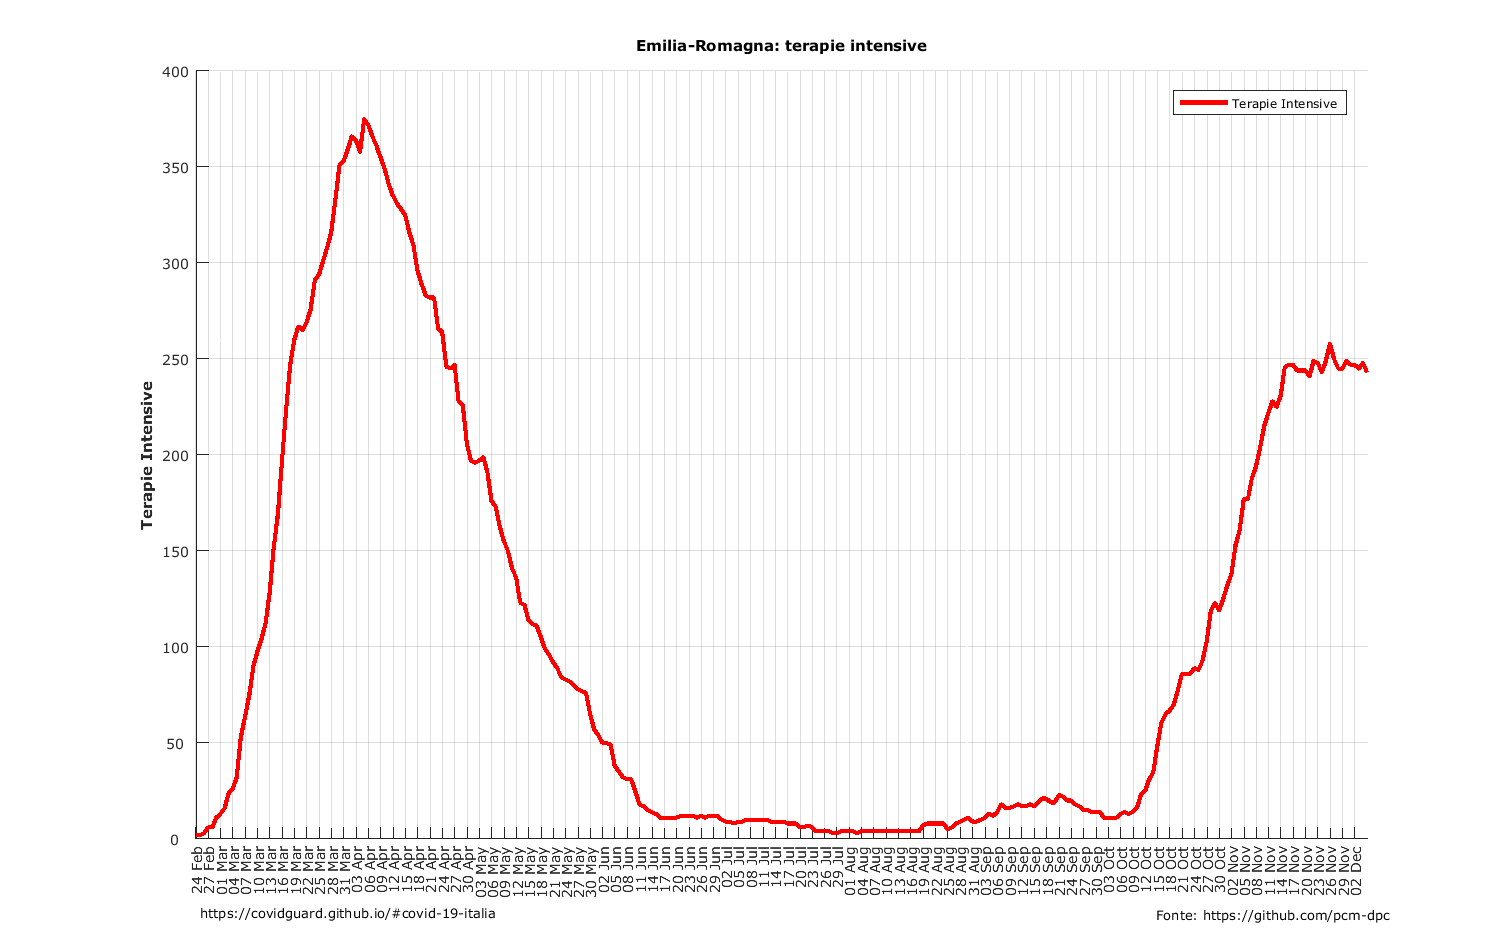 Emilia-Romagna: terapie intensive
Terapie Intensive
Terapie Intensive
400
350
300
250
200
150
100
50
0
24 Feb
27 Feb
01 Mar
04 Mar
07 Mar
10 Mar
13 Mar
16 Mar
19 Mar
22 Mar
25 Mar
28 Mar
31 Mar
03 Apr
06 Apr
09 Apr
12 Apr
15 Apr
18 Apr
21 Apr
24 Apr
27 Apr
30 Apr
03 May
06 May
09 May
12 May
15 May
18 May
21 May
24 May
27 May
30 May
02 Jun
05 Jun
08 Jun
11 Jun
14 Jun
17 Jun
20 Jun
23 Jun
26 Jun
29 Jun
02 Jul
05 Jul
08 Jul
11 Jul
14 Jul
17 Jul
20 Jul
23 Jul
26 Jul
29 Jul
01 Aug
04 Aug
07 Aug
10 Aug
13 Aug
16 Aug
19 Aug
22 Aug
25 Aug
28 Aug
31 Aug
03 Sep
06 Sep
09 Sep
12 Sep
15 Sep
18 Sep
21 Sep
24 Sep
27 Sep
30 Sep
03 Oct
06 Oct
09 Oct
12 Oct
15 Oct
18 Oct
21 Oct
24 Oct
27 Oct
30 Oct
02 Nov
05 Nov
08 Nov
11 Nov
14 Nov
17 Nov
20 Nov
23 Nov
26 Nov
29 Nov
02 Dec
https://covidguard.github.io/#covid-19-italia
Fonte: https://github.com/pcm-dpc